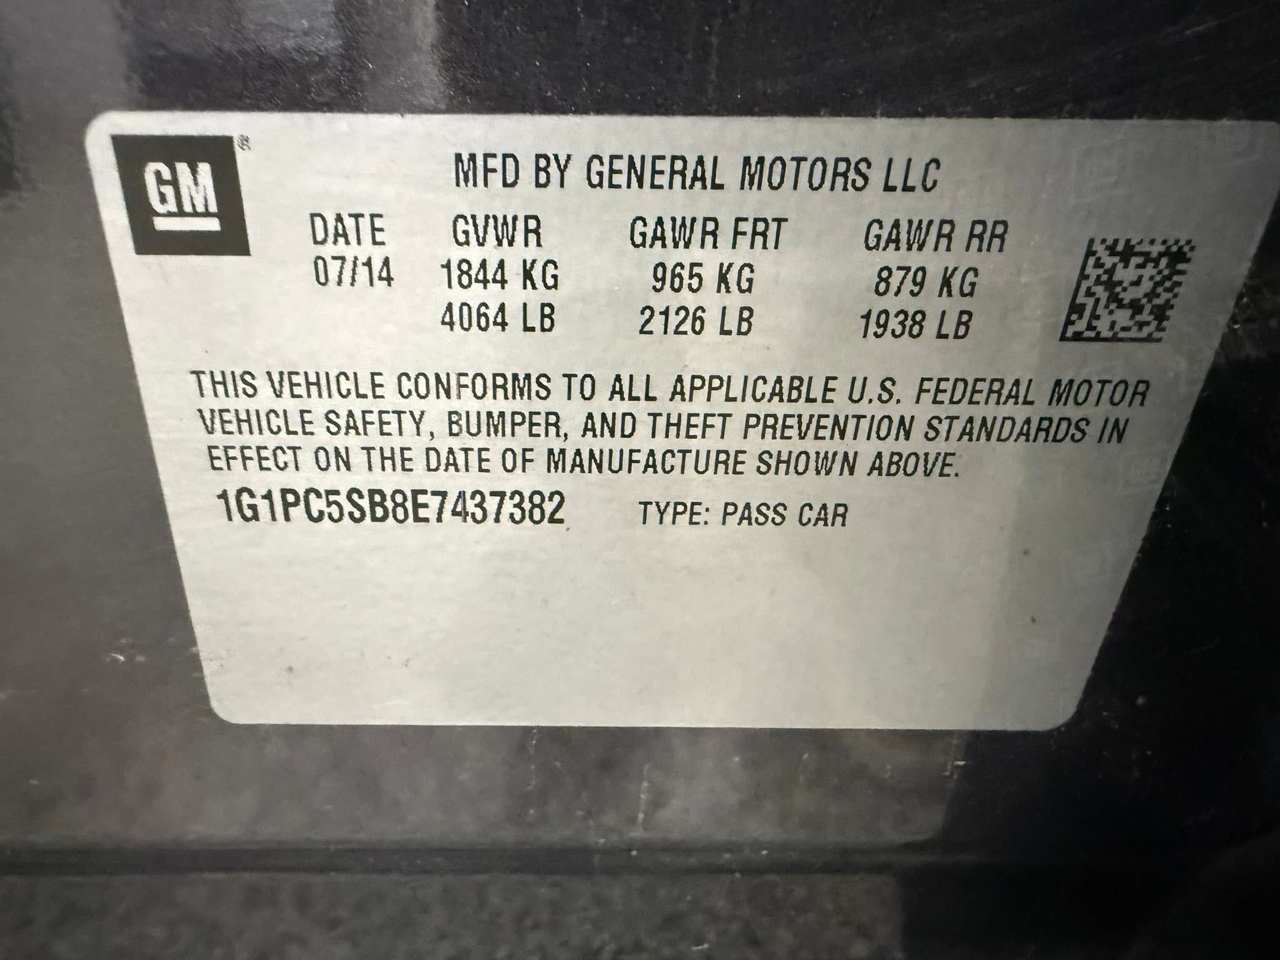 GM ®
MFD BY GENERAL MOTORS LLC
DATE GVWR GAWR FRT GAWR RR
07/14 1844 KG 965 KG 879 KG
4064 LB 2126 LB 1938 LB
THIS VEHICLE CONFORMS TO ALL APPLICABLE U.S. FEDERAL MOTOR
VEHICLE SAFETY, BUMPER, AND THEFT PREVENTION STANDARDS IN
EFFECT ON THE DATE OF MANUFACTURE SHOWN ABOVE.
1G1PC5SB8E7437382 TYPE: PASS CAR